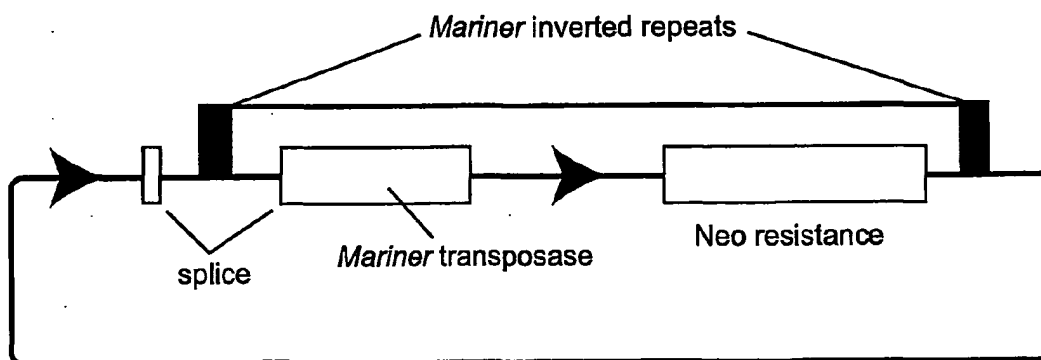 Mariner inverted repeats
splice
Mariner transposase
Neo resistance